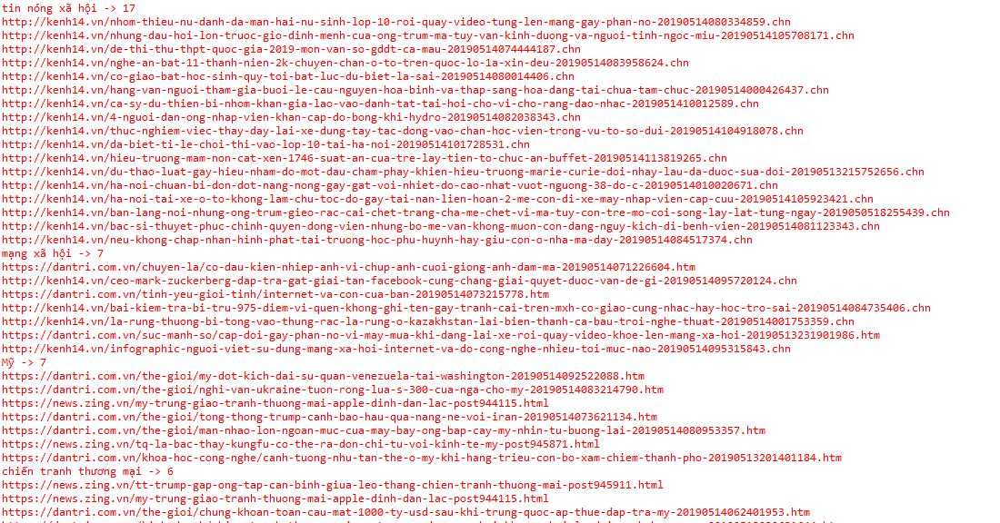 tin nóng xã hội -> 17
http://kenh14.vn/nhom-thieu-nu-danh-da-man-hai-nu-sinh-lop-10-roi-quay-video-tung-len-mang-gay-phan-no-20190514080334859.chn
http://kenh14.vn/nhung-dau-hoi-lon-truoc-gio-dinh-menh-cua-ong-trum-ma-tuy-van-kinh-duong-va-nguoi-tinh-ngoc-miu-20190514105708171.chn
http://kenh14.vn/de-thi-thu-thpt-quoc-gia-2019-mon-van-so-gddt-ca-mau-20190514074444187.chn
http://kenh14.vn/nghe-an-bat-11-thanh-nien-2k-chuyen-chan-o-to-tren-quoc-lo-1a-xin-deu-20190514083958624.chn
http://kenh14.vn/co-giao-bat-hoc-sinh-quy-toi-bat-luc-du-biet-la-sai-20190514080014406.chn
http://kenh14.vn/hang-van-nguoi-tham-gia-buoi-le-cau-nguyen-hoa-binh-va-thap-sang-hoa-dang-tai-chua-tam-chuc-20190514000426437.chn
http://kenh14.vn/ca-sy-du-thien-bi-nhom-khan-gia-lao-vao-danh-tat-tai-hoi-cho-vi-cho-rang-dao-nhac-2019051410012589.chn
http://kenh14.vn/4-nguoi-dan-ong-nhap-vien-khan-cap-do-bong-khi-hydro-20190514082038343.chn
http://kenh14.vn/thuc-nghiem-viec-thay-day-lai-xe-dung-tay-tac-dong-vao-chan-hoc-vien-trong-vu-to-so-dui-20190514104918078.chn
http://kenh14.vn/da-biet-ti-le-choi-thi-vao-lop-10-tai-ha-noi-20190514101728531.chn
http://kenh14.vn/hieu-truong-mam-non-cat-xen-1746-suat-an-cua-tre-lay-tien-to-chuc-an-buffet-20190514113819265.chn
http://kenh14.vn/du-thao-luat-gay-hieu-nham-do-mot-dau-cham-phay-khien-hieu-truong-marie-curie-doi-nhay-lau-da-duoc-sua-doi-20190513215752656.chn
http://kenh14.vn/ha-noi-chuan-bi-don-dot-nang-nong-gay-gat-voi-nhiet-do-cao-nhat-vuot-nguong-38-do-c-20190514010020671.chn
http://kenh14.vn/ha-noi-tai-xe-o-to-khong-lam-chu-toc-do-gay-tai-nan-lien-hoan-2-me-con-di-xe-may-nhap-vien-cap-cuu-20190514105923421.chn
http://kenh14.vn/ban-lang-noi-nhung-ong-trum-gieo-rac-cai-chet-trang-cha-me-chet-vi-ma-tuy-con-tre-mo-coi-song-lay-lat-tung-ngay-2019050518255439.chn
http://kenh14.vn/bac-si-thuyet-phuc-chinh-quyen-dong-vien-nhung-bo-me-van-khong-muon-con-dang-nguy-kich-di-benh-vien-20190514081123343.chn
http://kenh14.vn/neu-khong-chap-nhan-hinh-phat-tai-truong-hoc-phu-huynh-hay-giu-con-o-nha-ma-day-20190514084517374.chn
mạng xã hội -> 7
https://dantri.com.vn/chuyen-la/co-dau-kien-nhiep-anh-vi-chup-anh-cuoi-giong-anh-dam-ma-20190514071226604.htm
http://kenh14.vn/ceo-mark-zuckerberg-dap-tra-gat-giai-tan-facebook-cung-chang-giai-quyet-duoc-van-de-gi-20190514095720124.chn
https://dantri.com.vn/tinh-yeu-gioi-tinh/internet-va-con-cua-ban-20190514073215778.htm
http://kenh14.vn/bai-kiem-tra-bi-tru-975-diem-vi-quen-khong-ghi-ten-gay-tranh-cai-tren-mxh-co-giao-cung-nhac-hay-hoc-tro-sai-20190514084735406.chn
http://kenh14.vn/la-rung-thuong-bi-tong-vao-thung-rac-la-rung-o-kazakhstan-lai-bien-thanh-ca-bau-troi-nghe-thuat-20190514001753359.chn
https://dantri.com.vn/suc-manh-so/cap-doi-gay-phan-no-vi-may-mua-khi-dang-lai-xe-roi-quay-video-khoe-len-mang-xa-hoi-20190513231901986.htm
http://kenh14.vn/infographic-nguoi-viet-su-dung-mang-xa-hoi-internet-va-do-cong-nghe-nhieu-toi-muc-nao-20190514095315843.chn
Mỹ -> 7
https://dantri.com.vn/the-gioi/my-dot-kich-dai-su-quan-venezuela-tai-washington-20190514092522088.htm
https://dantri.com.vn/the-gioi/nghi-van-ukraine-tuon-rong-lua-s-300-cua-nga-cho-my-20190514083214790.htm
https://news.zing.vn/my-trung-giao-tranh-thuong-mai-apple-dinh-dan-lac-post944115.html
https://dantri.com.vn/the-gioi/tong-thong-trump-canh-bao-hau-qua-nang-ne-voi-iran-20190514073621134.htm
https://dantri.com.vn/the-gioi/man-nhao-lon-ngoan-muc-cua-may-bay-ong-bap-cay-my-nhin-tu-buong-lai-20190514080953357.htm
https://news.zing.vn/tq-la-bac-thay-kungfu-co-the-ra-don-chi-tu-voi-kinh-te-my-post945871.html
https://dantri.com.vn/khoa-hoc-cong-nghe/canh-tuong-nhu-tan-the-o-my-khi-hang-trieu-con-bo-xam-chiem-thanh-pho-20190513201401184.htm
chiến tranh thương mại -> 6
https://news.zing.vn/tt-trump-gap-ong-tap-can-binh-giua-leo-thang-chien-tranh-thuong-mai-post945911.html
https://news.zing.vn/my-trung-giao-tranh-thuong-mai-apple-dinh-dan-lac-post944115.html
https://dantri.com.vn/the-gioi/chung-khoan-toan-cau-mat-1000-ty-usd-sau-khi-trung-quoc-ap-thue-dap-tra-my-20190514062401953.htm